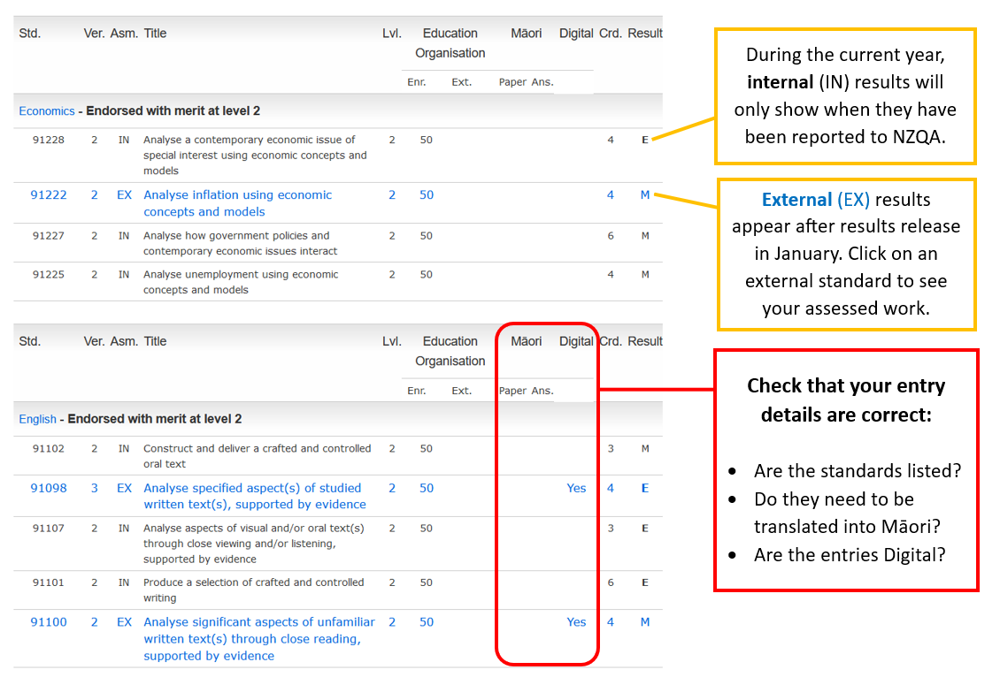 Std. Ver. Asm. Title Lvl. Education Māori Digital Crd. Result
Organisation
Enr. Ext. Paper Ans.
Economics - Endorsed with merit at level 2
91228 2 IN Analyse a contemporary economic issue of 2 50 4 E
special interest using economic concepts and
models
91222 2 EX Analyse inflation using economic 2 50 4 M
concepts and models
91227 2 IN Analyse how government policies and 2 50 6 M
contemporary economic issues interact
91225 2 IN Analyse unemployment using economic 2 50 4 M
concepts and models
Std. Ver. Asm. Title Lvl. Education Māori Digital Crd. Result
Organisation
Enr. Ext. Paper Ans.
English - Endorsed with merit at level 2
91102 2 IN Construct and deliver a crafted and controlled 2 50 3 M
oral text
91098 3 EX Analyse specified aspect(s) of studied 2 50 Yes 4 E
written text(s), supported by evidence
91107 2 IN Analyse aspects of visual and/or oral text(s) 2 50 3 E
through close viewing and/or listening,
supported by evidence
91101 2 IN Produce a selection of crafted and controlled 2 50 6 E
writing
91100 2 EX Analyse significant aspects of unfamiliar 2 50 Yes 4 M
written text(s) through close reading,
supported by evidence
During the current year,
internal (IN) results will
only show when they have
been reported to NZQA.
External (EX) results
appear after results release
in January. Click on an
external standard to see
your assessed work.
Check that your entry
details are correct:
• Are the standards listed?
• Do they need to be
translated into Māori?
• Are the entries Digital?